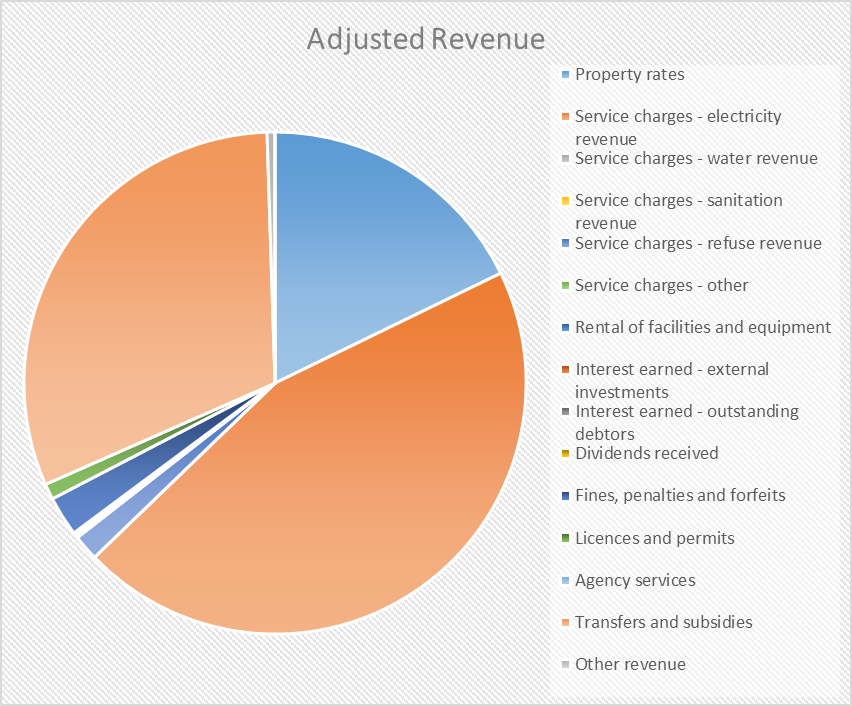 Adjusted Revenue
Property rates
Service charges - electricity
revenue
Service charges - water revenue
Service charges - sanitation
revenue
Service charges - refuse revenue
Service charges - other
Rental of facilities and equipment
Interest earned - external
investments
Interest earned - outstanding
debtors
Dividends received
Fines, penalties and forfeits
Licences and permits
Agency services
Transfers and subsidies
Other revenue